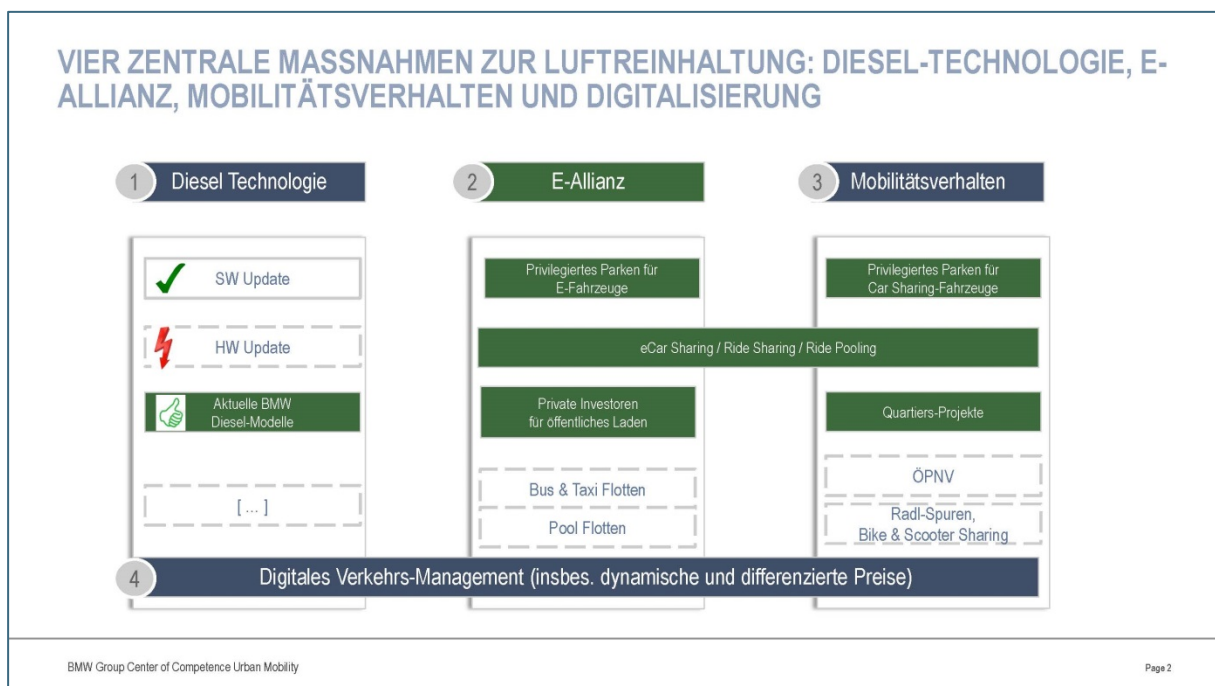 VIER ZENTRALE MASSNAHMEN ZUR LUFTREINHALTUNG: DIESEL-TECHNOLOGIE, E-
ALLIANZ, MOBILITÄTSVERHALTEN UND DIGITALISIERUNG
1 Diesel Technologie
SW Update
HW Update
Aktuelle BMW
Diesel-Modelle
[ ... ]
2 E-Allianz
Privilegiertes Parken für
E-Fahrzeuge
eCar Sharing / Ride Sharing / Ride Pooling
Private Investoren
für öffentliches Laden
Bus & Taxi Flotten
Pool Flotten
3 Mobilitätsverhalten
Privilegiertes Parken für
Car Sharing-Fahrzeuge
Quartiers-Projekte
ÖPNV
Radl-Spuren,
Bike & Scooter Sharing
4 Digitales Verkehrs-Management (insbes. dynamische und differenzierte Preise)
BMW Group Center of Competence Urban Mobility
Page 2